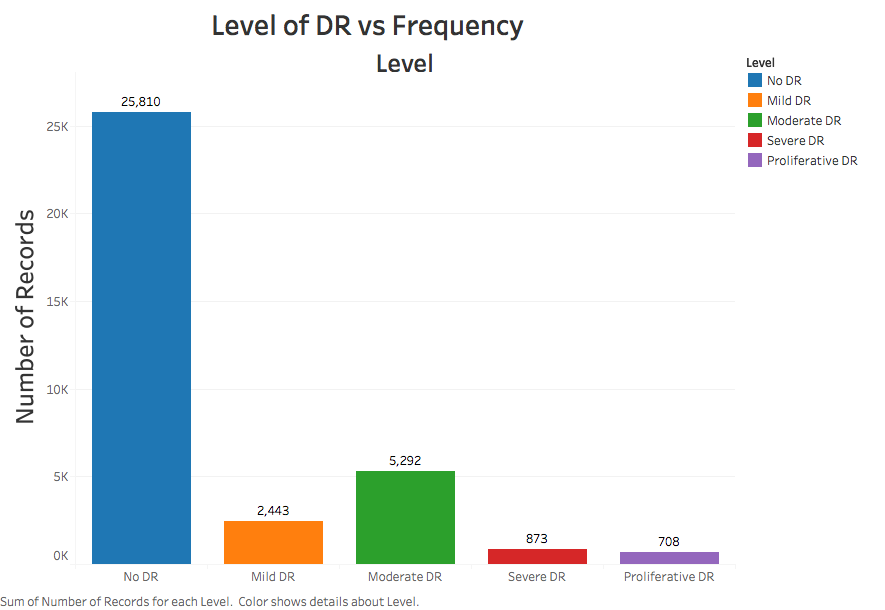 Level of DR vs Frequency
Level
Level
No DR
Mild DR
Moderate DR
Severe DR
Proliferative DR
Number of Records
25K
20K
15K
10K
5K
0K
25,810
2,443
5,292
873
708
No DR
Mild DR
Moderate DR
Severe DR
Proliferative DR
Sum of Number of Records for each Level. Color shows details about Level.